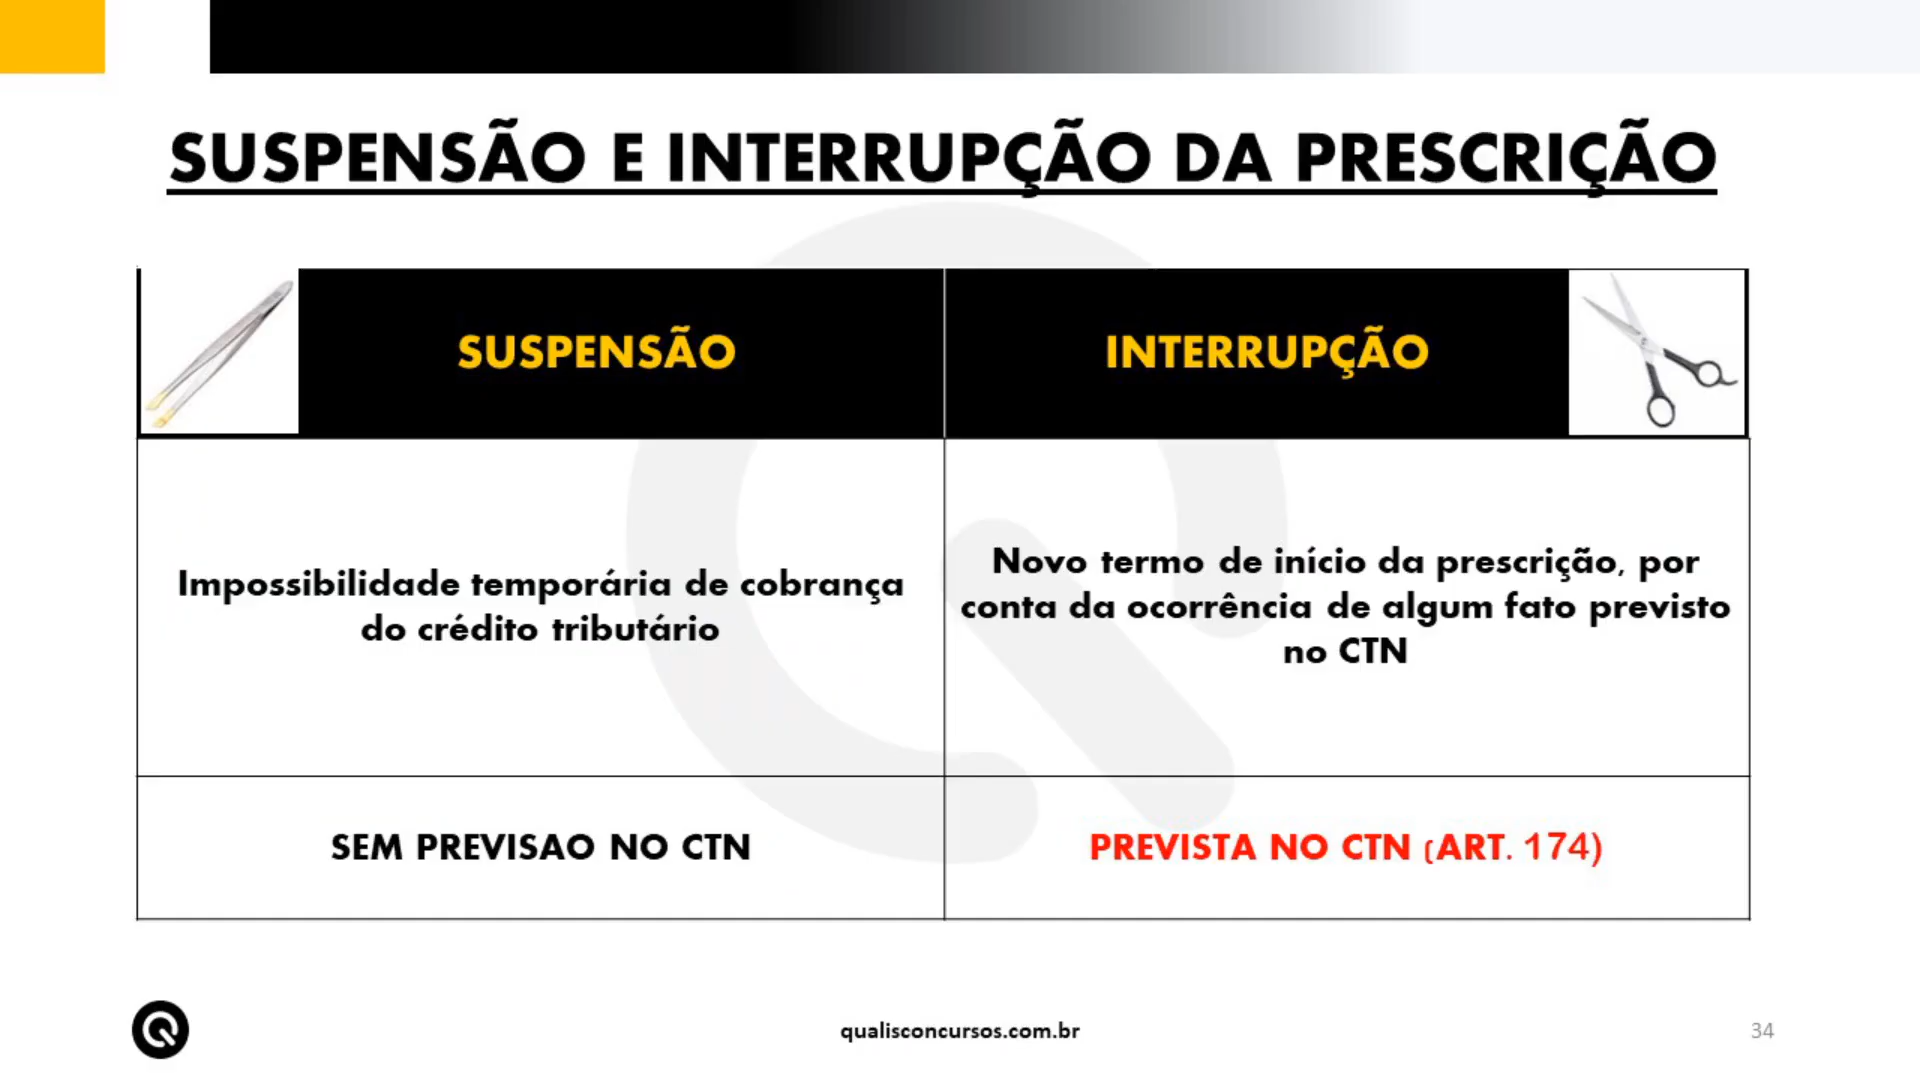 SUSPENSÃO E INTERRUPÇÃO DA PRESCRIÇÃO
SUSPENSÃO
INTERRUPÇÃO
Impossibilidade temporária de cobrança
do crédito tributário
Novo termo de início da prescrição, por
conta da ocorrência de algum fato previsto
no CTN
SEM PREVISAO NO CTN
PREVISTA NO CTN (ART. 174)
qualisconcursos.com.br
34